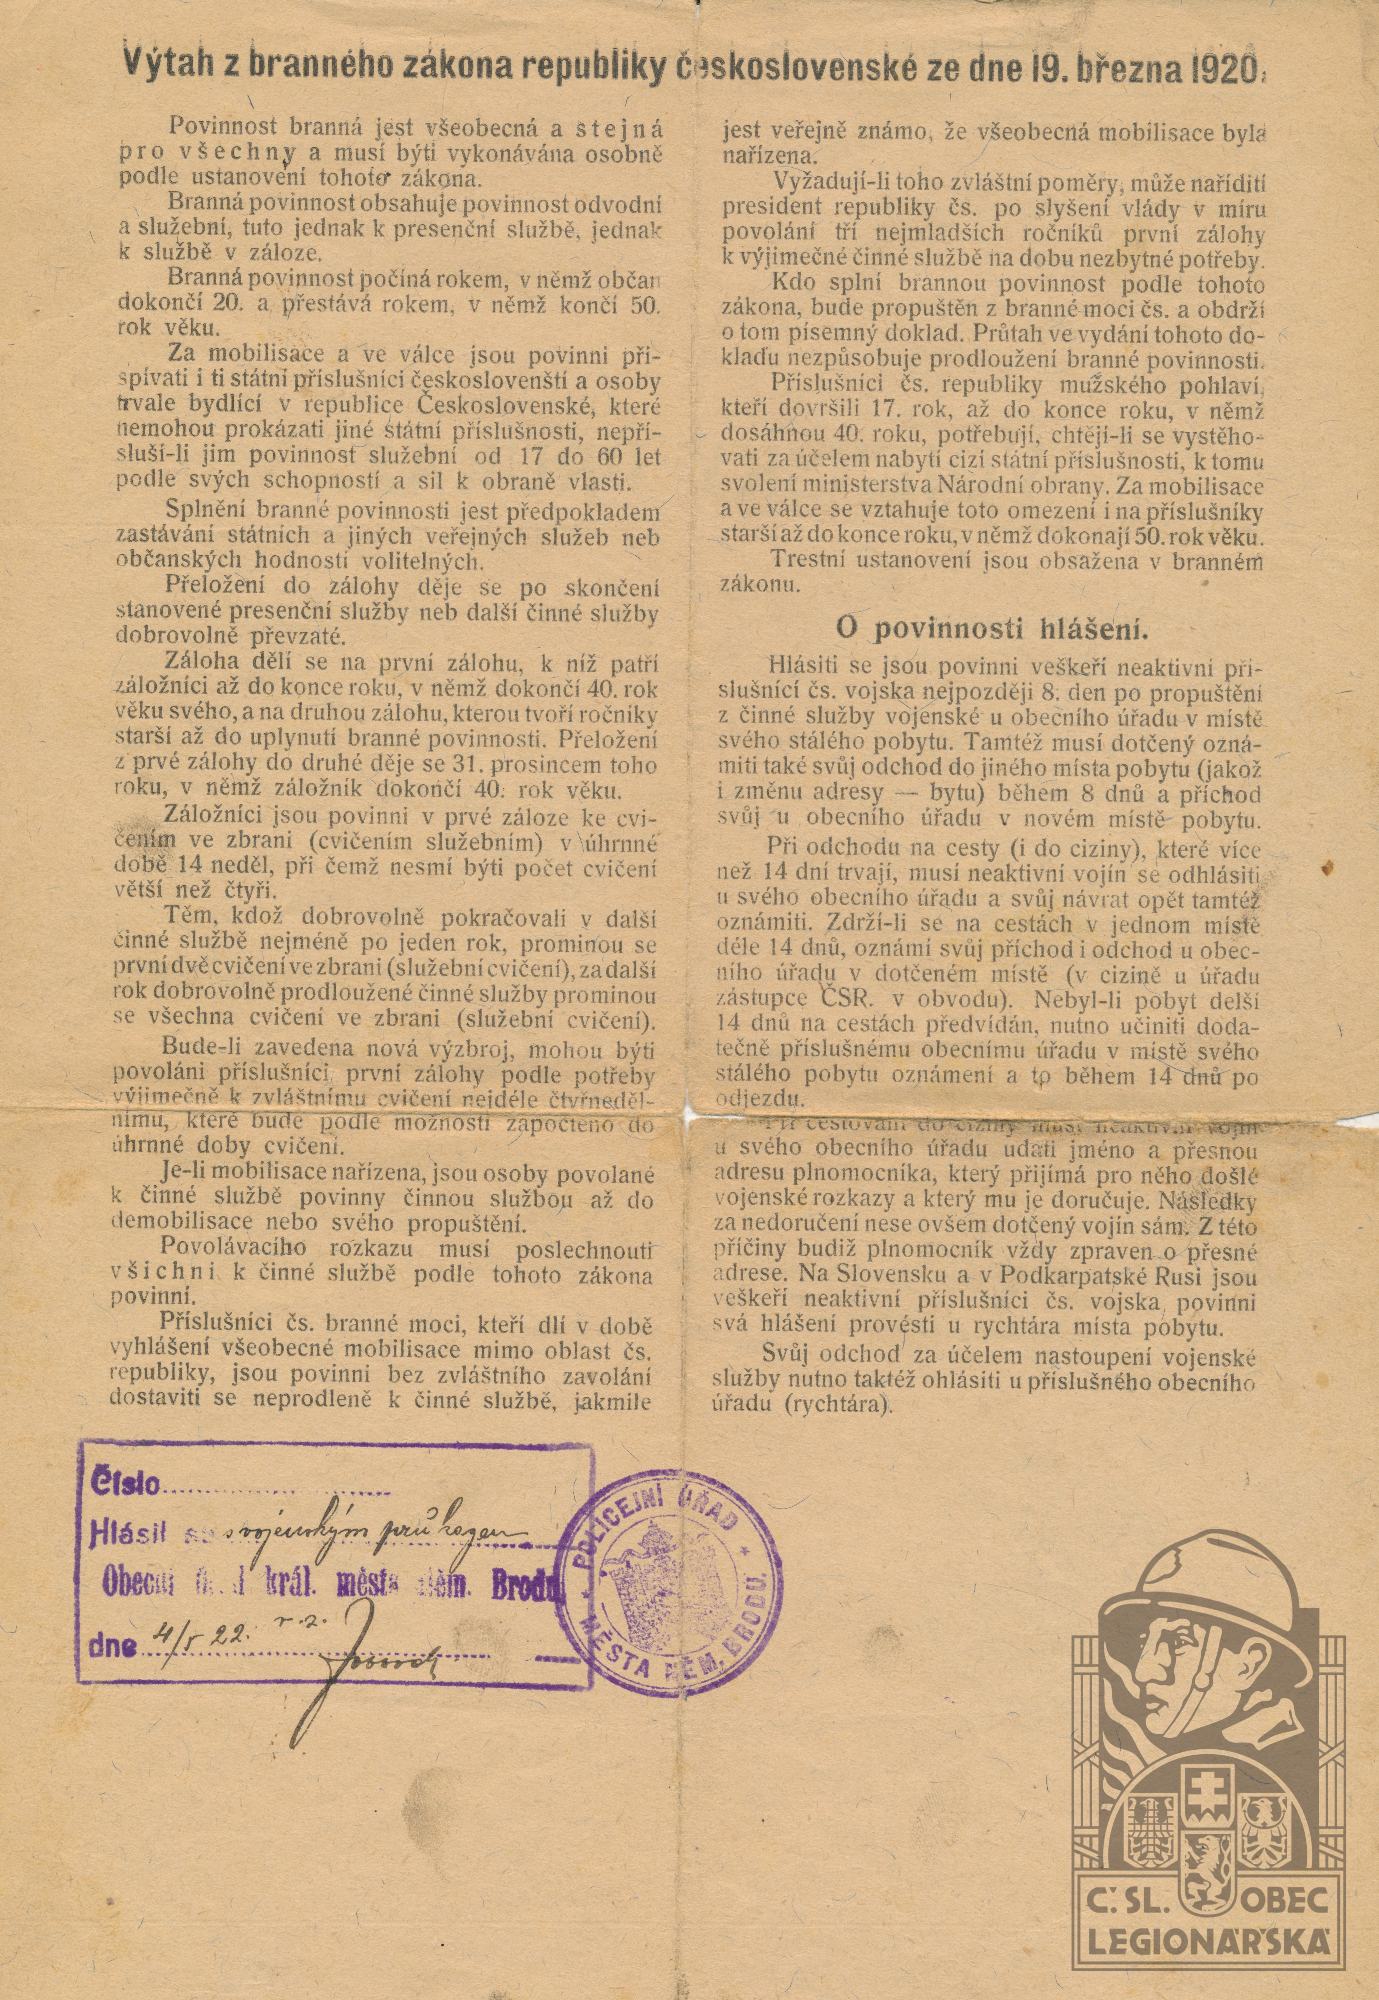 Výtah z branného zákona republiky československé ze dne 19. března 1920.
Povinnost branná jest všeobecná a stejná
pro všechny a musí býti vykonávána osobně
podle ustanovení tohoto zákona.
Branná povinnost obsahuje povinnost odvodní
a služební, tuto jednak k presenční službě, jednak
k službě v záloze.
Branná povinnost počíná rokem, v němž občan
dokončí 20. a přestává rokem, v němž končí 50.
rok věku.
Za mobilisace a ve válce jsou povinni při-
spívati i ti státní příslušníci českoslovenští a osoby
trvale bydlící v republice Československé, které
nemohou prokázati jiné státní příslušnosti, nepří-
sluší-li jim povinnost služební od 17 do 60 let
podle svých schopností a sil k obraně vlasti.
Splnění branné povinnosti jest předpokladem
zastávání státních a jiných veřejných služeb neb
občanských hodností volitelných.
Přeložení do zálohy děje se po skončení
stanovené presenční služby neb další činné služby
dobrovolně převzaté.
Záloha dělí se na první zálohu, k níž patří
záložníci až do konce roku, v němž dokončí 40. rok
věku svého, a na druhou zálohu, kterou tvoří ročníky
starší až do uplynutí branné povinnosti. Přeložení
z prvé zálohy do druhé děje se 31. prosincem toho
roku, v němž záložník dokončí 40. rok věku.
Záložníci jsou povinni v prvé záloze ke cvi-
čením ve zbrani (cvičením služebním) v úhrnné
době 14 neděl, při čemž nesmí býti počet cvičení
větší než čtyři.
Těm, kdož dobrovolně pokračovali v další
činné službě nejméně po jeden rok, prominou se
první dvě cvičení ve zbrani (služební cvičení), za další
rok dobrovolně prodloužené činné služby prominou
se všechna cvičení ve zbrani (služební cvičení).
Bude-li zavedena nová výzbroj, mohou býti
povoláni příslušníci první zálohy podle potřeby
výjimečně k zvláštnímu cvičení nejdéle čtvrtneděl-
nímu, které bude podle možnosti započteno do
úhrnné doby cvičení.
Je-li mobilisace nařízena, jsou osoby povolané
k činné službě povinny činnou službou až do
demobilisace nebo svého propuštění.
Povolávacího rozkazu musí poslechnouti
všichni k činné službě podle tohoto zákona
povinní.
Příslušníci čs. branné moci, kteří dlí v době
vyhlášení všeobecné mobilisace mimo oblast čs.
republiky, jsou povinni bez zvláštního zavolání
dostaviti se neprodleně k činné službě, jakmile
jest veřejně známo, že všeobecná mobilisace byla
nařízena.
Vyžadují-li toho zvláštní poměry, může naříditi
president republiky čs. po slyšení vlády v míru
povolání tří nejmladších ročníků první zálohy
k výjimečné činné službě na dobu nezbytné potřeby.
Kdo splní brannou povinnost podle tohoto
zákona, bude propuštěn z branné moci čs. a obdrží
o tom písemný doklad. Průtah ve vydání tohoto do-
kladu nezpůsobuje prodloužení branné povinnosti.
Příslušníci čs. republiky mužského pohlaví,
kteří dovršili 17. rok, až do konce roku, v němž
dosáhnou 40. roku, potřebují, chtějí-li se vystěho-
vati za účelem nabytí cizí státní příslušnosti, k tomu
svolení ministerstva Národní obrany. Za mobilisace
a ve válce se vztahuje toto omezení i na příslušníky
starší až do konce roku, v němž dokonají 50. rok věku.
Trestní ustanovení jsou obsažena v branném
zákonu.
O povinnosti hlášení.
Hlásiti se jsou povinni veškeří neaktivní pří-
slušníci čs. vojska nejpozději 8. den po propuštění
z činné služby vojenské u obecního úřadu v místě
svého stálého pobytu. Tamtéž musí dotčený ozná-
miti také svůj odchod do jiného místa pobytu (jakož
i změnu adresy — bytu) během 8 dnů a příchod
svůj u obecního úřadu v novém místě pobytu.
Při odchodu na cesty (i do ciziny), které více
než 14 dní trvají, musí neaktivní vojín se odhlásiti
u svého obecního úřadu a svůj návrat opět tamtéž
oznámiti. Zdrží-li se na cestách v jednom místě
déle 14 dnů, oznámí svůj příchod i odchod u obec-
ního úřadu v dotčeném místě (v cizině u úřadu
zástupce ČSR. v obvodu). Nebyl-li pobyt delší
14 dnů na cestách předvídán, nutno učiniti doda-
tečně příslušnému obecnímu úřadu v místě svého
stálého pobytu oznámení a to během 14 dnů po
odjezdu.
Při cestování do ciziny musí neaktivní vojín
u svého obecního úřadu udati jméno a přesnou
adresu plnomocníka, který přijímá pro něho došlé
vojenské rozkazy a který mu je doručuje. Následky
za nedoručení nese ovšem dotčený vojín sám. Z této
příčiny budiž plnomocník vždy zpraven o přesné
adrese. Na Slovensku a v Podkarpatské Rusi jsou
veškeří neaktivní příslušníci čs. vojska povinni
svá hlášení provésti u rychtára místa pobytu.
Svůj odchod za účelem nastoupení vojenské
služby nutno taktéž ohlásiti u příslušného obecního
úřadu (rychtára).
Číslo
Hlásil se s vojenským průkazem
Obecní úřad král. města Něm. Brodu
dne 4/5 22.
POLICEJNÍ ÚŘAD
MĚSTA NĚM. BRODU.
Č. SL. OBEC
LEGIONÁŘSKÁ